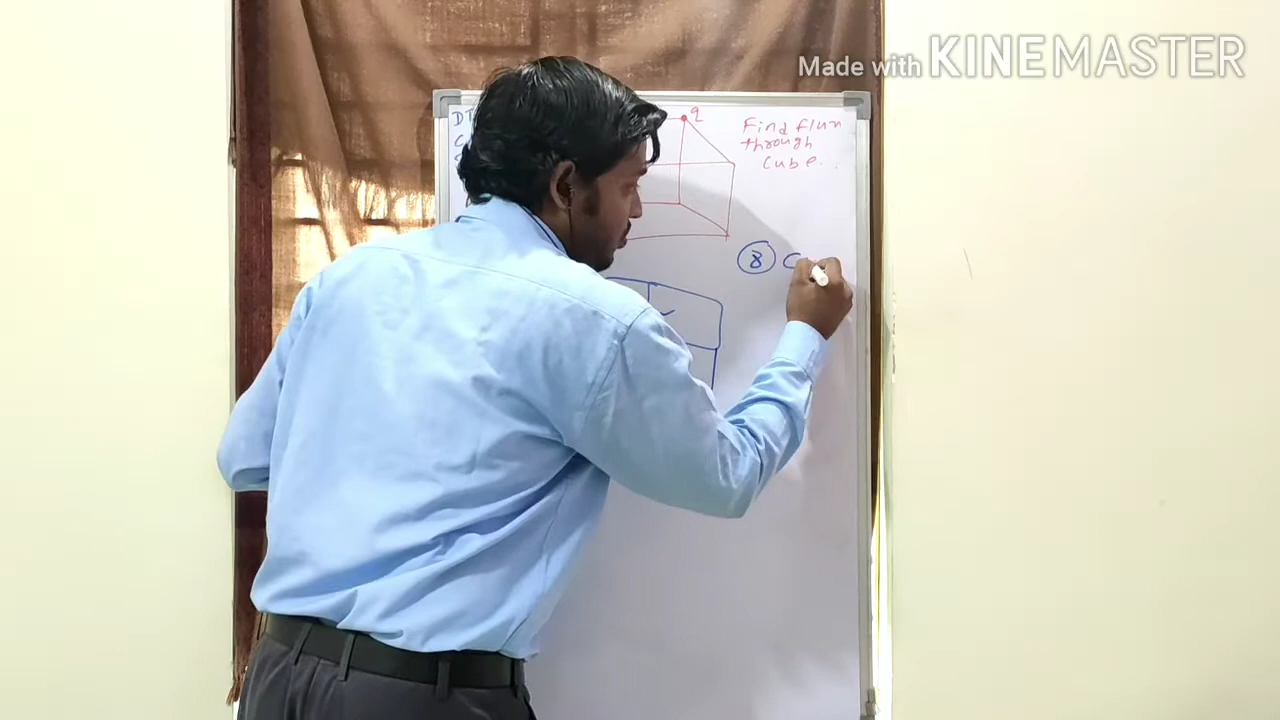 Made with KINEMASTER
q
Find flux
through
cube..
8 C